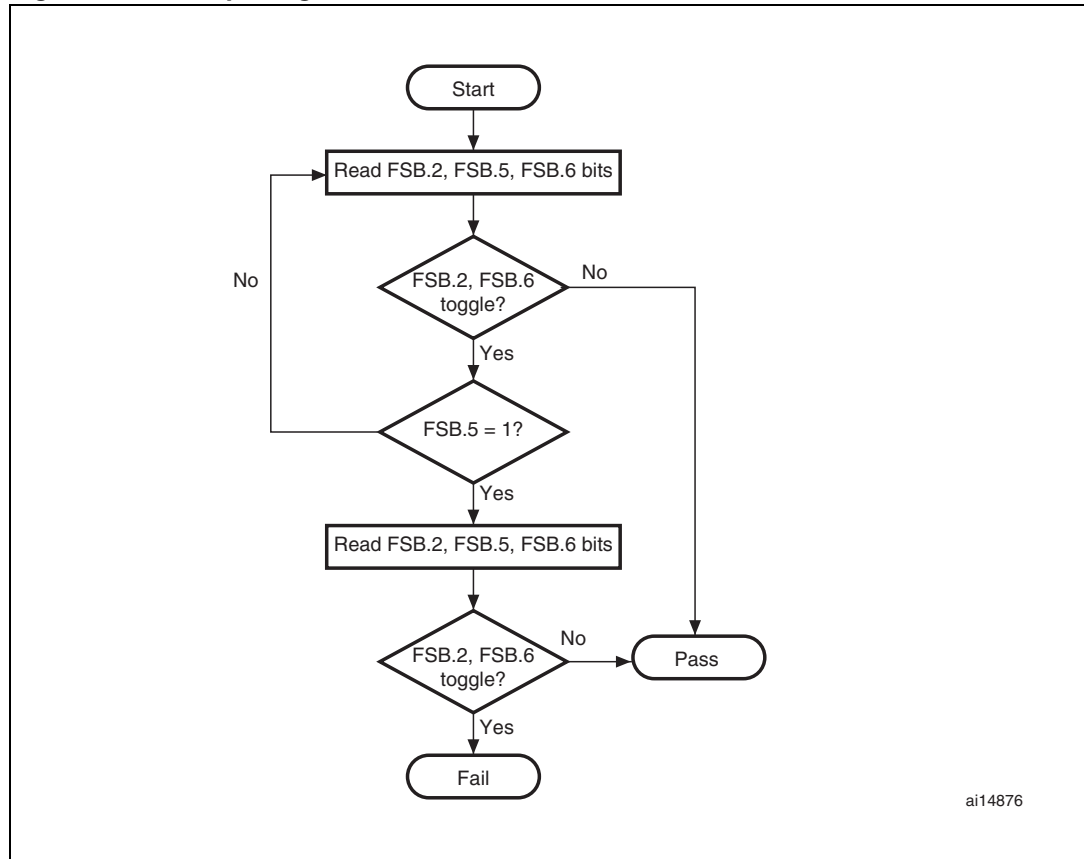 Start
Read FSB.2, FSB.5, FSB.6 bits
No
FSB.2, FSB.6
toggle?
No
Yes
FSB.5 = 1?
Yes
Read FSB.2, FSB.5, FSB.6 bits
FSB.2, FSB.6
toggle?
No
Pass
Yes
Fail
ai14876